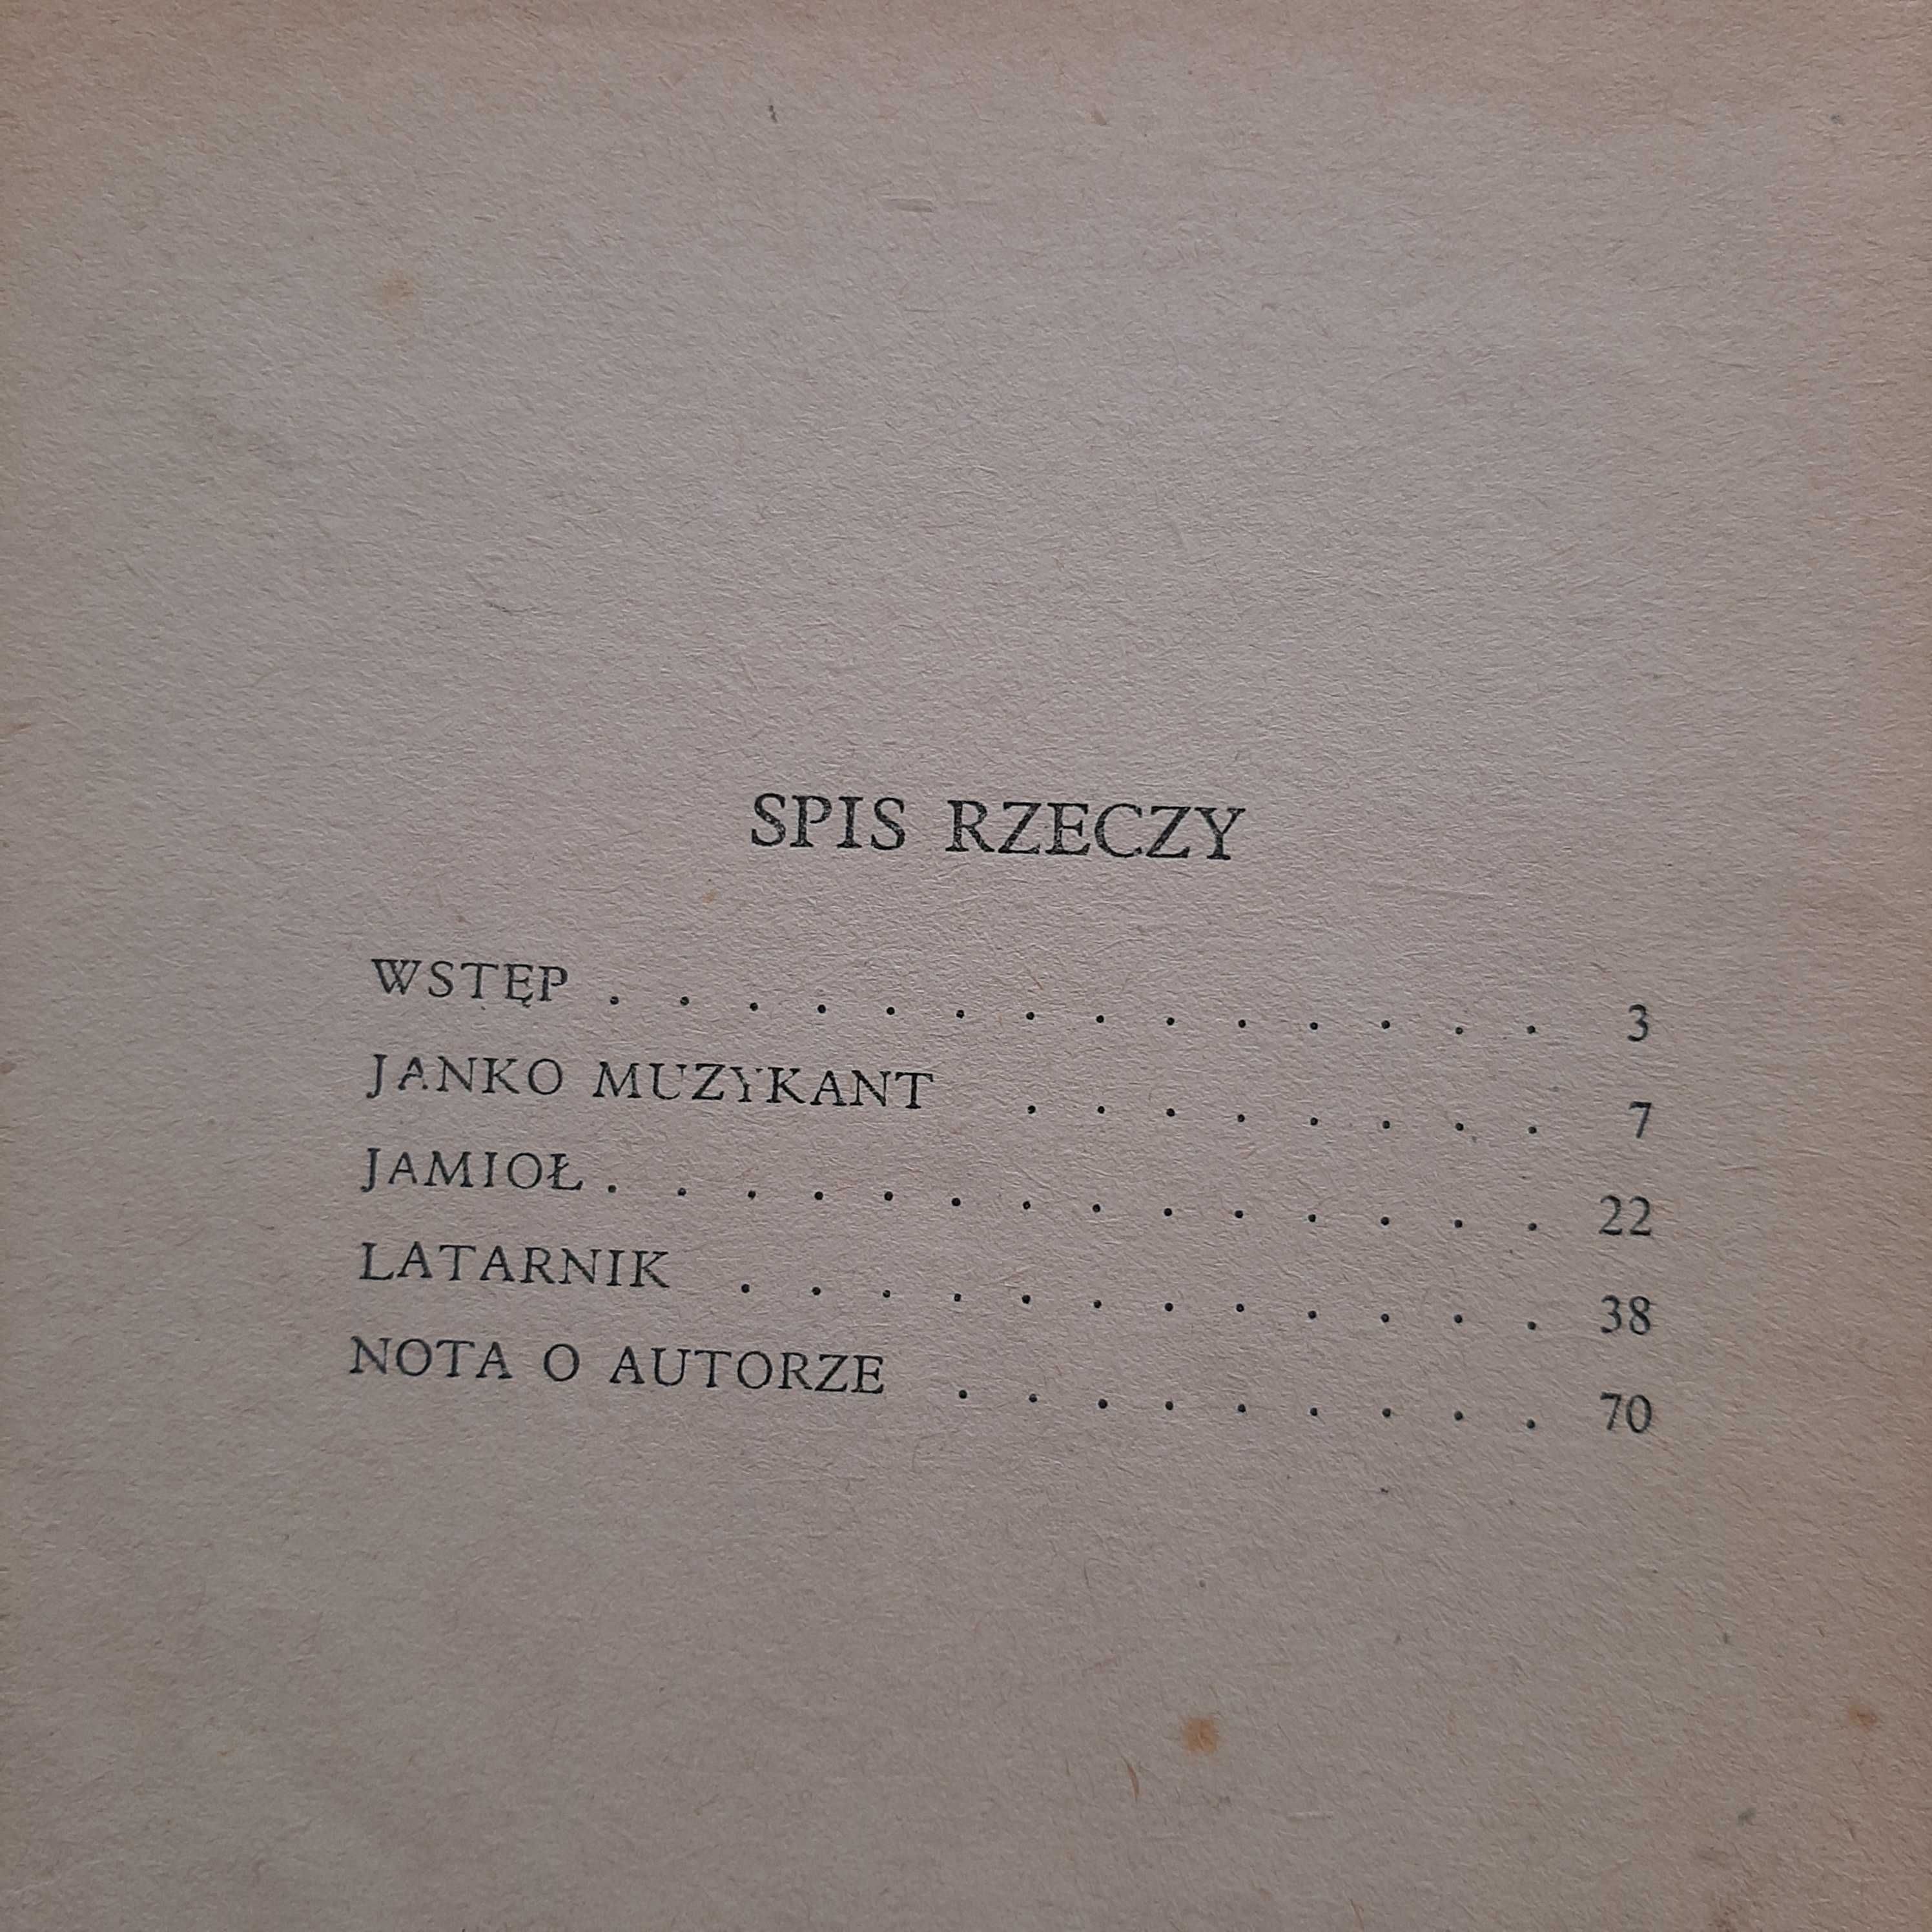 SPIS RZECZY
WSTĘP . . . . . . . . . . . . . . 3
JANKO MUZYKANT . . . . . . . . 7
JAMIOŁ . . . . . . . . . . . . . . 22
LATARNIK . . . . . . . . . . . . 38
NOTA O AUTORZE . . . . . . . . . 70